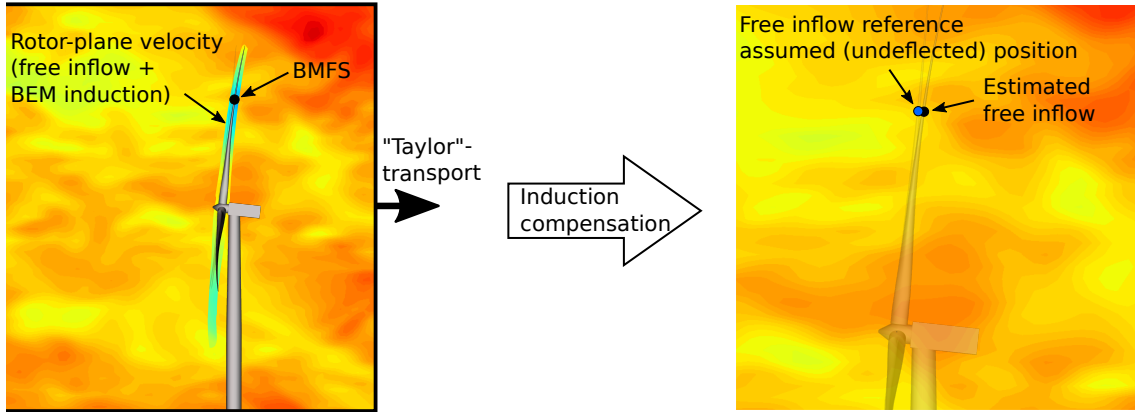 Rotor-plane velocity
(free inflow +
BEM induction)
BMFS
"Taylor"-
transport
Induction
compensation
Free inflow reference
assumed (undeflected) position
Estimated
free inflow